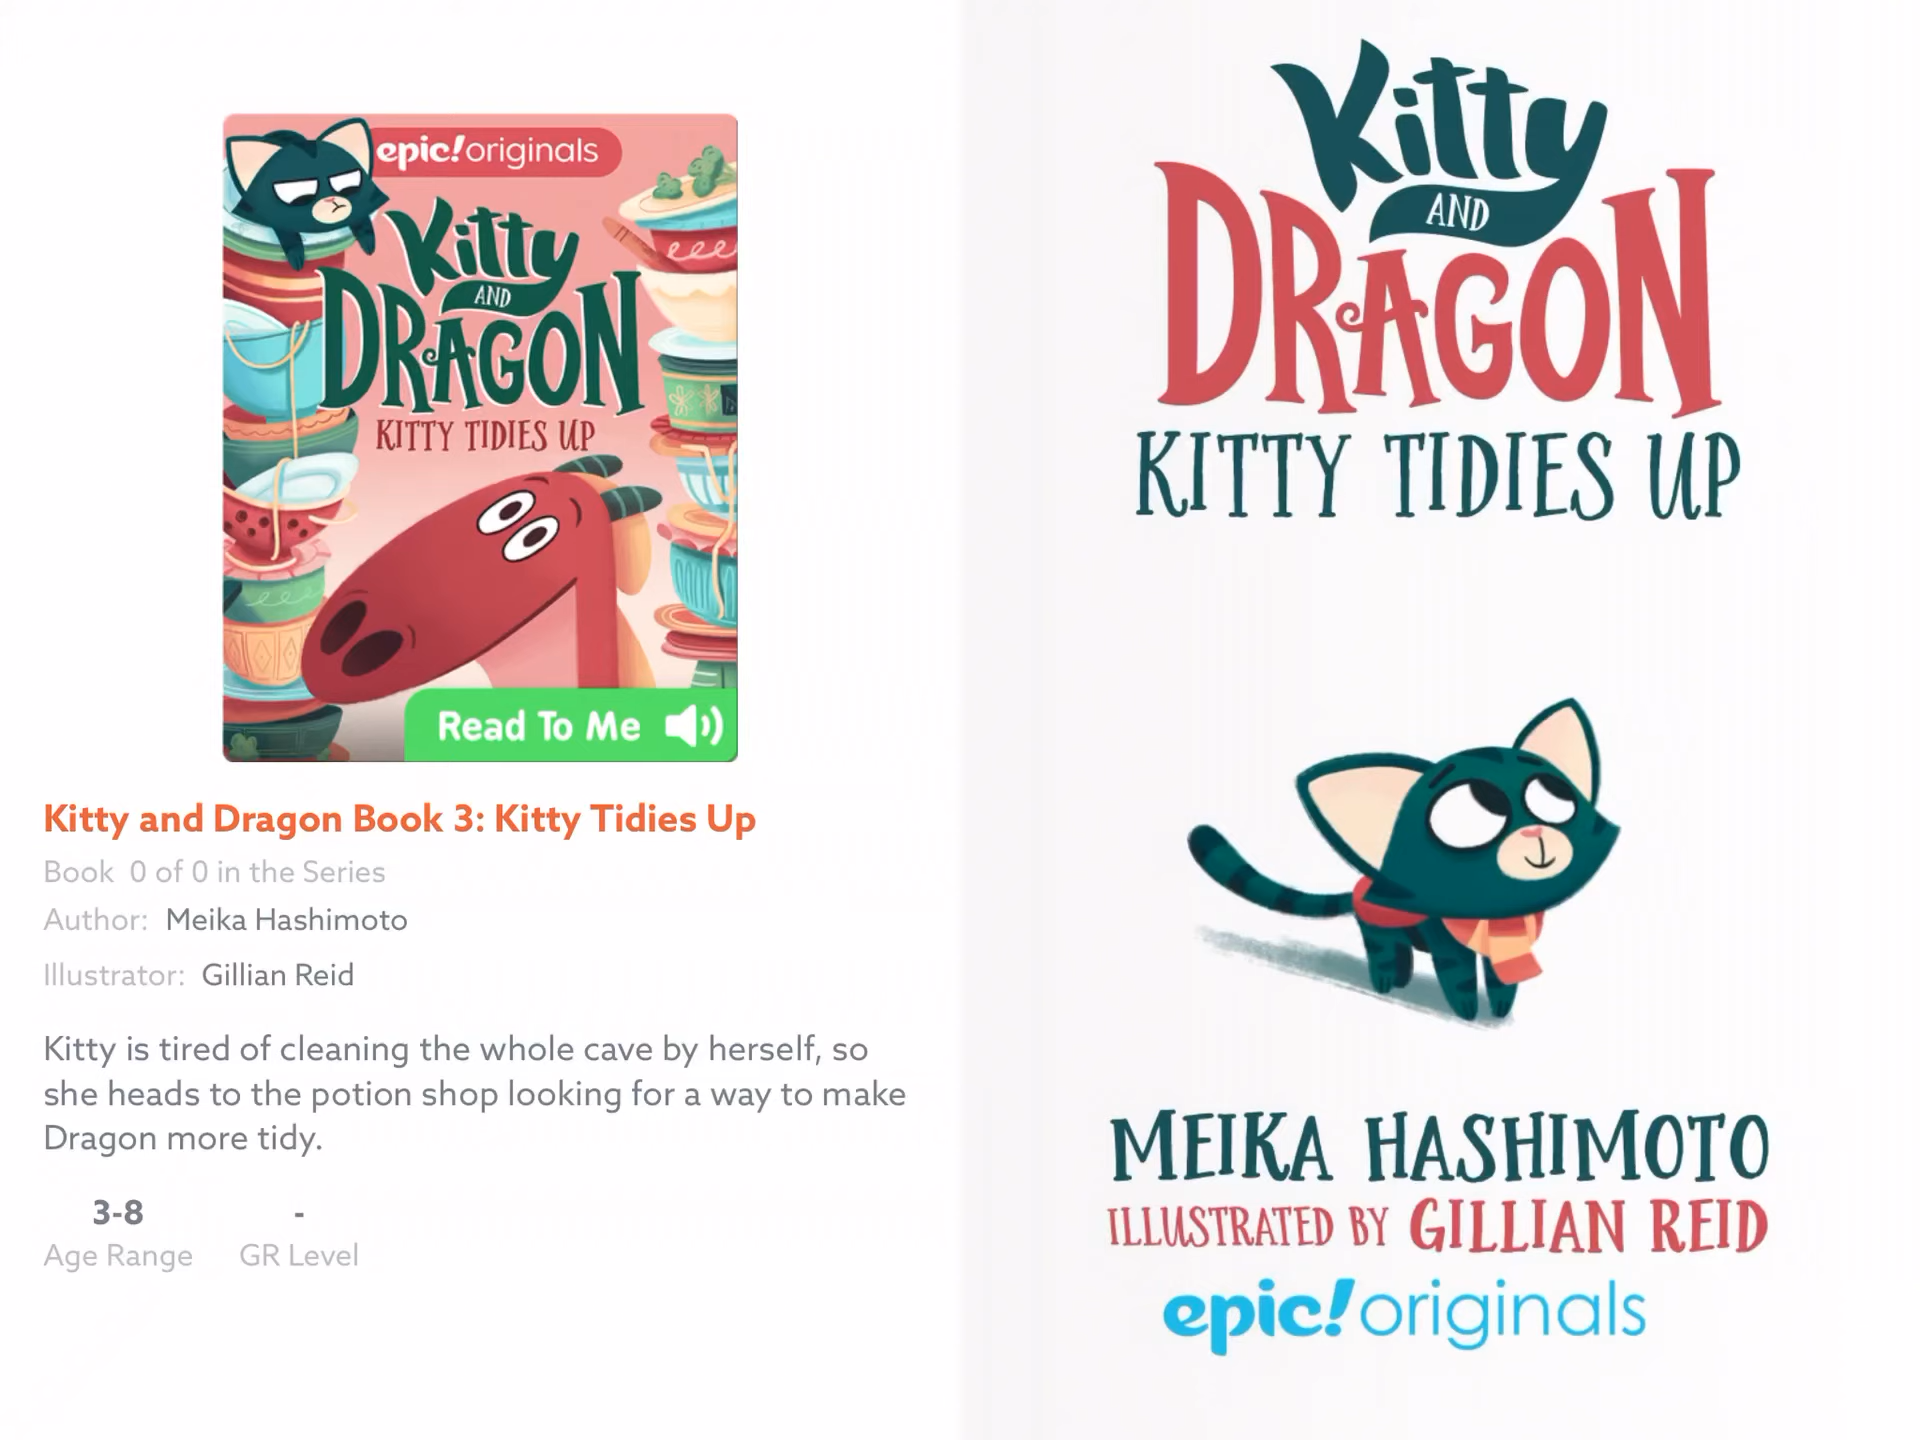 epic!originals
Kitty
AND
DRAGON
KITTY TIDIES UP
Read To Me
Kitty and Dragon Book 3: Kitty Tidies Up
Book 0 of 0 in the Series
Author: Meika Hashimoto
Illustrator: Gillian Reid
Kitty is tired of cleaning the whole cave by herself, so
she heads to the potion shop looking for a way to make
Dragon more tidy.
3-8 -
Age Range GR Level
Kitty
AND
DRAGON
KITTY TIDIES UP
MEIKA HASHIMOTO
ILLUSTRATED BY GILLIAN REID
epic!originals